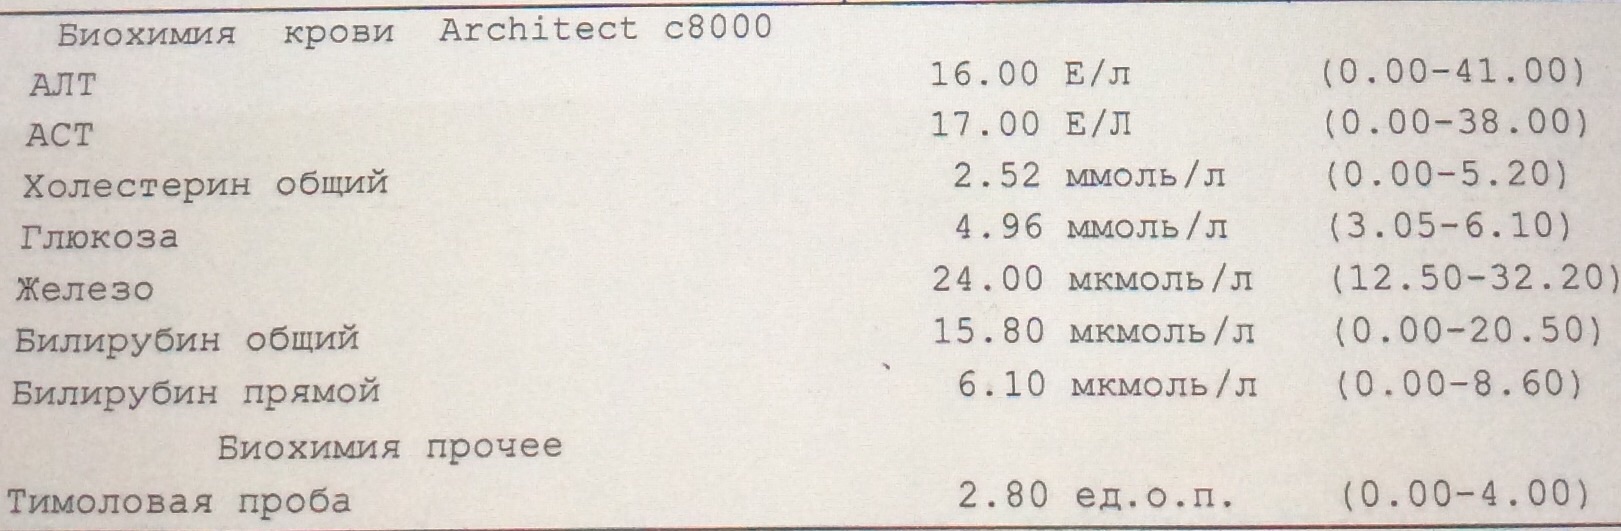 Биохимия крови Architect c8000
АЛТ 16.00 Е/л (0.00-41.00)
АСТ 17.00 Е/Л (0.00-38.00)
Холестерин общий 2.52 ммоль/л (0.00-5.20)
Глюкоза 4.96 ммоль/л (3.05-6.10)
Железо 24.00 мкмоль/л (12.50-32.20)
Билирубин общий 15.80 мкмоль/л (0.00-20.50)
Билирубин прямой 6.10 мкмоль/л (0.00-8.60)
Биохимия прочее
Тимоловая проба 2.80 ед.о.п. (0.00-4.00)